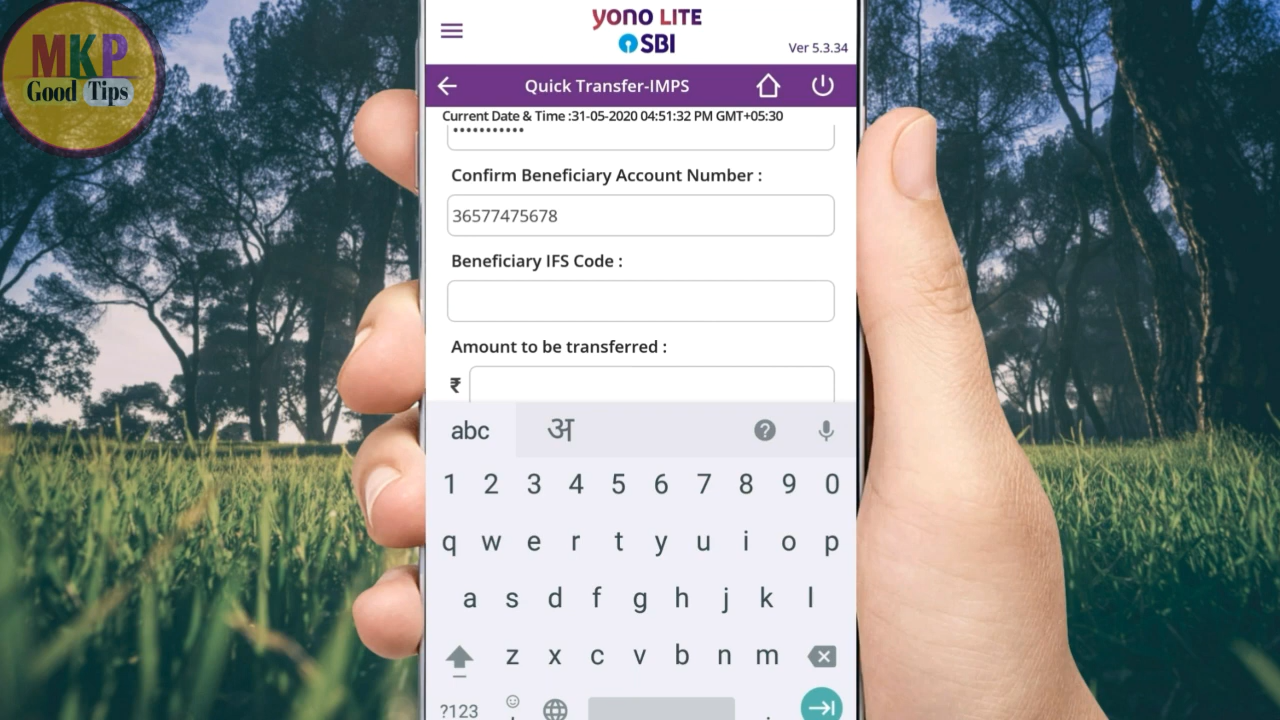 MKP
Good Tips
yono LITE
SBI
Ver 5.3.34
Quick Transfer-IMPS
Current Date & Time :31-05-2020 04:51:32 PM GMT+05:30
•••••••••••
Confirm Beneficiary Account Number :
36577475678
Beneficiary IFS Code :
Amount to be transferred :
₹
abc अ ?
1 2 3 4 5 6 7 8 9 0
q w e r t y u i o p
a s d f g h j k l
z x c v b n m
?123 , .